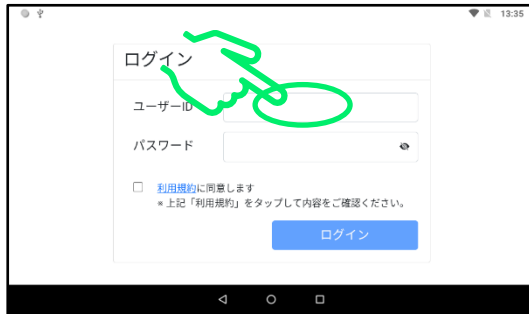 13:35
ログイン
ユーザーID
パスワード
利用規約に同意します
※ 上記「利用規約」をタップして内容をご確認ください。
ログイン